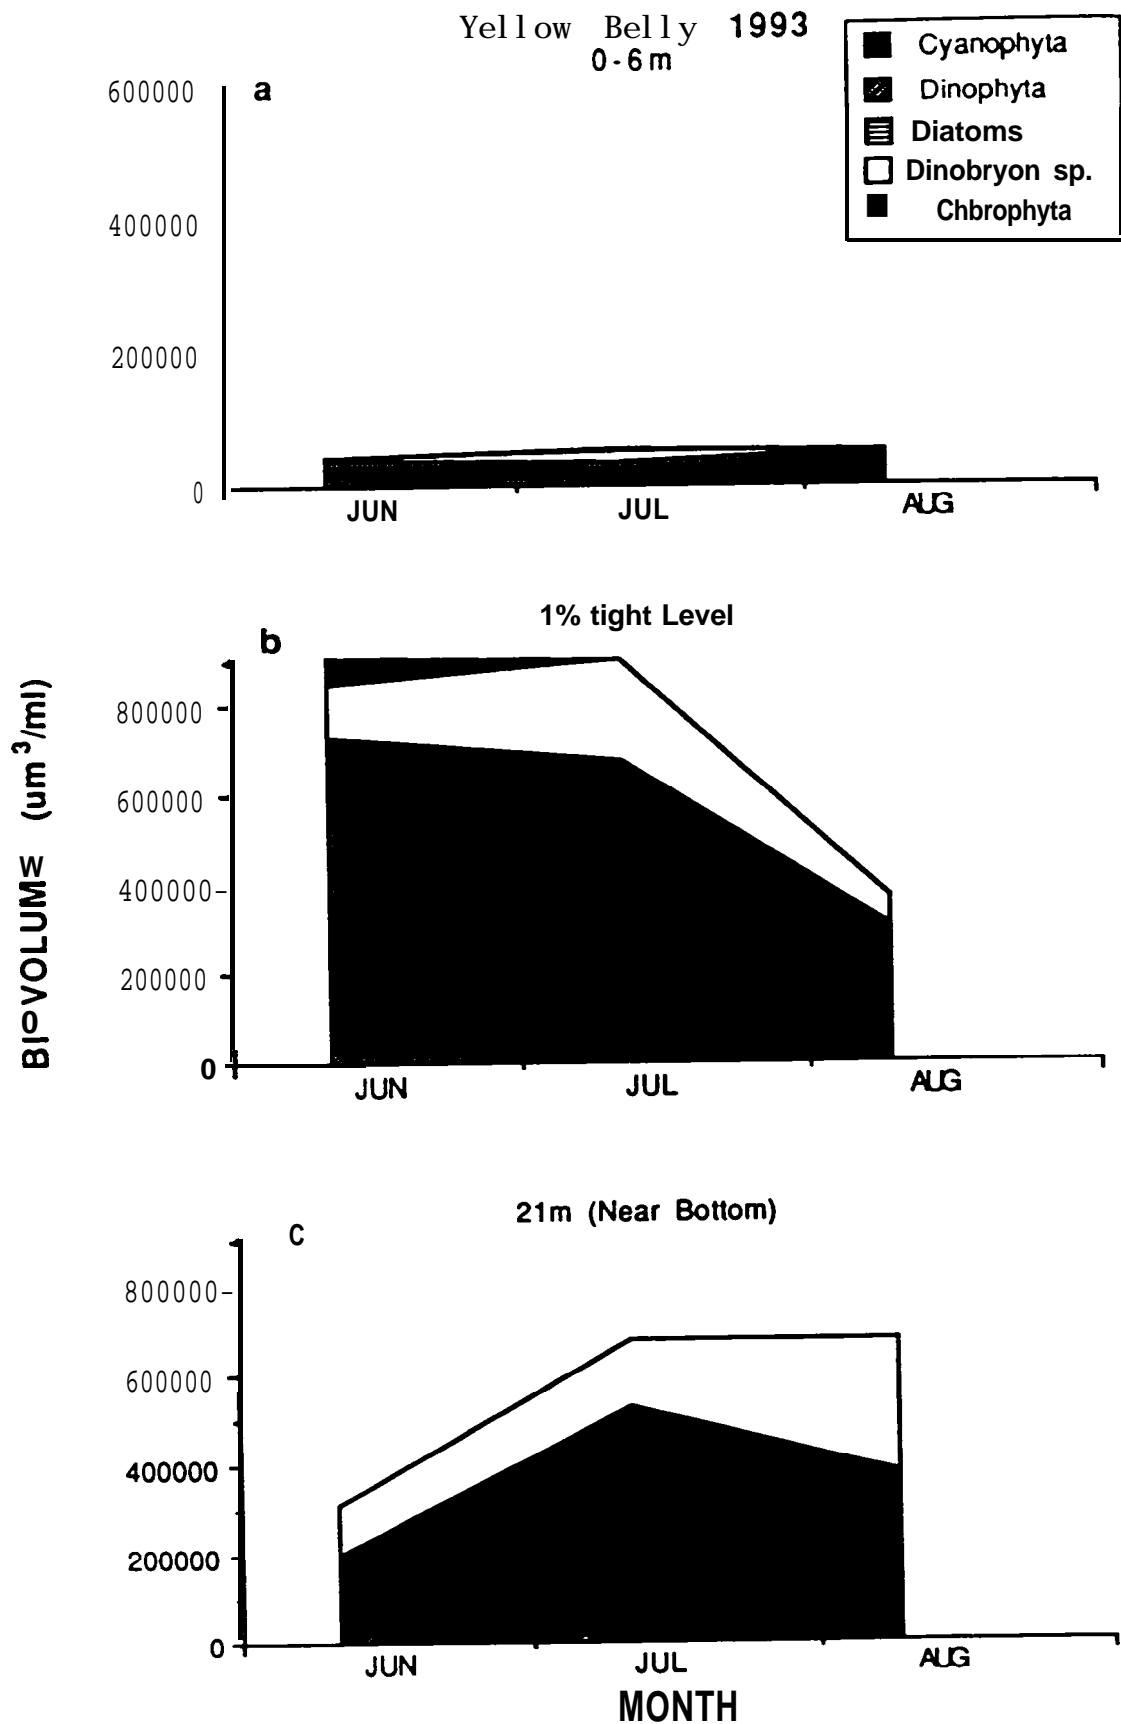 Yellow Belly 1993
0-6m
Cyanophyta
Dinophyta
Diatoms
Dinobryon sp.
Chbrophyta
a
600000
400000
200000
0
JUN JUL AUG
1% tight Level
b
800000
600000
400000-
200000
0
JUN JUL AUG
BIOVOLUME (um3/ml)
21m (Near Bottom)
C
800000-
600000
400000
200000
0
JUN JUL AUG
MONTH